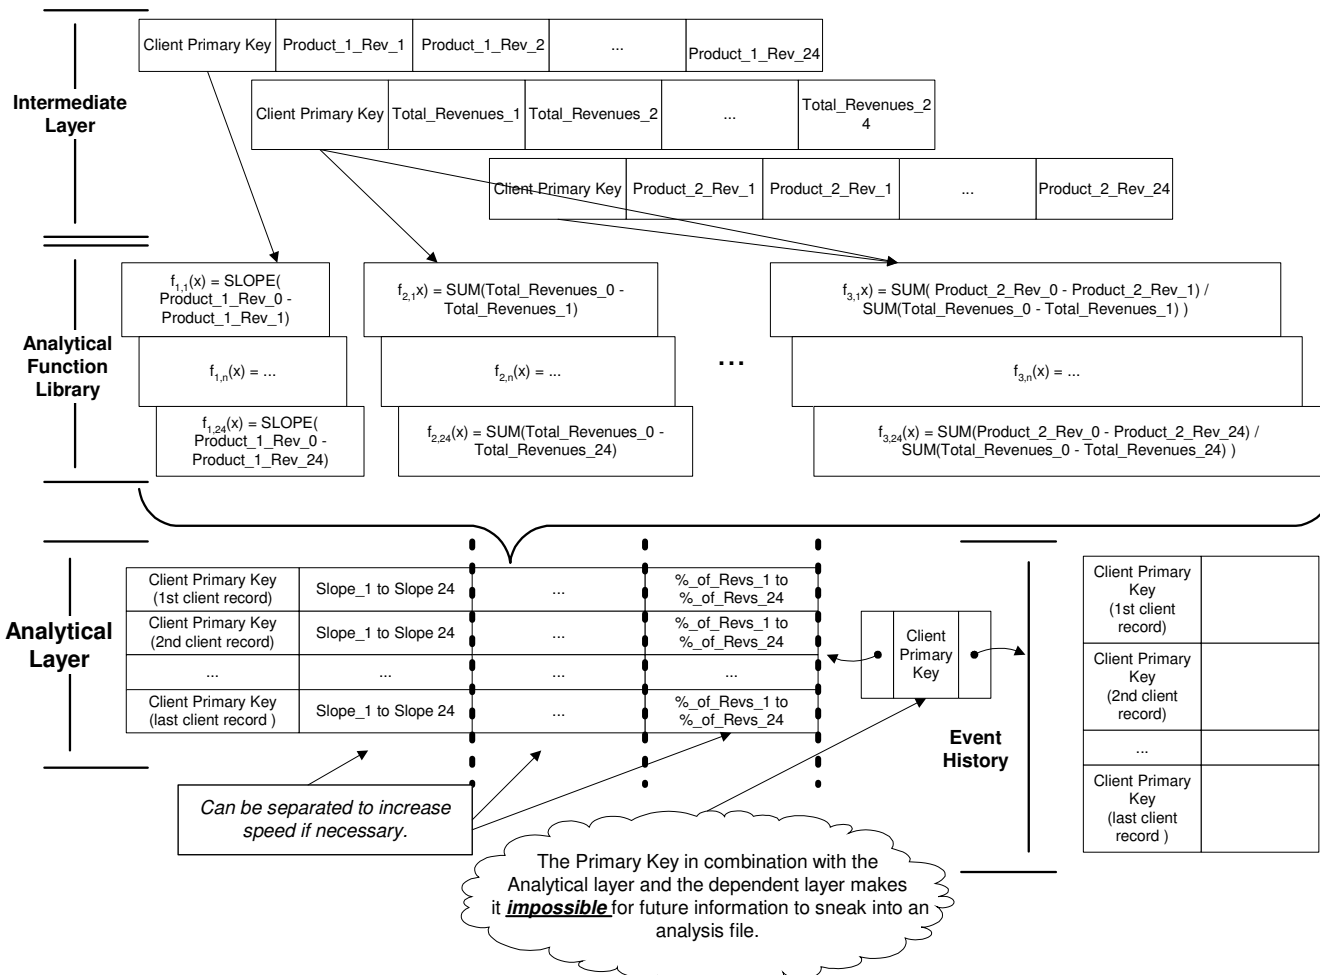 Client Primary Key
Product_1_Rev_1
Product_1_Rev_2
...
Product_1_Rev_24
Intermediate
Layer
Client Primary Key
Total_Revenues_1
Total_Revenues_2
...
Total_Revenues_2
4
Client Primary Key
Product_2_Rev_1
Product_2_Rev_1
...
Product_2_Rev_24
Analytical
Function
Library
f1,1(x) = SLOPE(
Product_1_Rev_0 -
Product_1_Rev_1)
f1,n(x) = ...
f1,24(x) = SLOPE(
Product_1_Rev_0 -
Product_1_Rev_24)
f2,1x) = SUM(Total_Revenues_0 -
Total_Revenues_1)
f2,n(x) = ...
f2,24(x) = SUM(Total_Revenues_0 -
Total_Revenues_24)
...
f3,1x) = SUM( Product_2_Rev_0 - Product_2_Rev_1) /
SUM(Total_Revenues_0 - Total_Revenues_1) )
f3,n(x) = ...
f3,24(x) = SUM(Product_2_Rev_0 - Product_2_Rev_24) /
SUM(Total_Revenues_0 - Total_Revenues_24) )
Analytical
Layer
Client Primary Key
(1st client record)
Slope_1 to Slope 24
...
%_of_Revs_1 to
%_of_Revs_24
Client Primary Key
(2nd client record)
Slope_1 to Slope 24
...
%_of_Revs_1 to
%_of_Revs_24
...
...
...
...
Client Primary Key
(last client record )
Slope_1 to Slope 24
...
%_of_Revs_1 to
%_of_Revs_24
Client
Primary
Key
Event
History
Client Primary
Key
(1st client
record)
Client Primary
Key
(2nd client
record)
...
Client Primary
Key
(last client
record )
Can be separated to increase
speed if necessary.
The Primary Key in combination with the
Analytical layer and the dependent layer makes
it impossible for future information to sneak into an
analysis file.